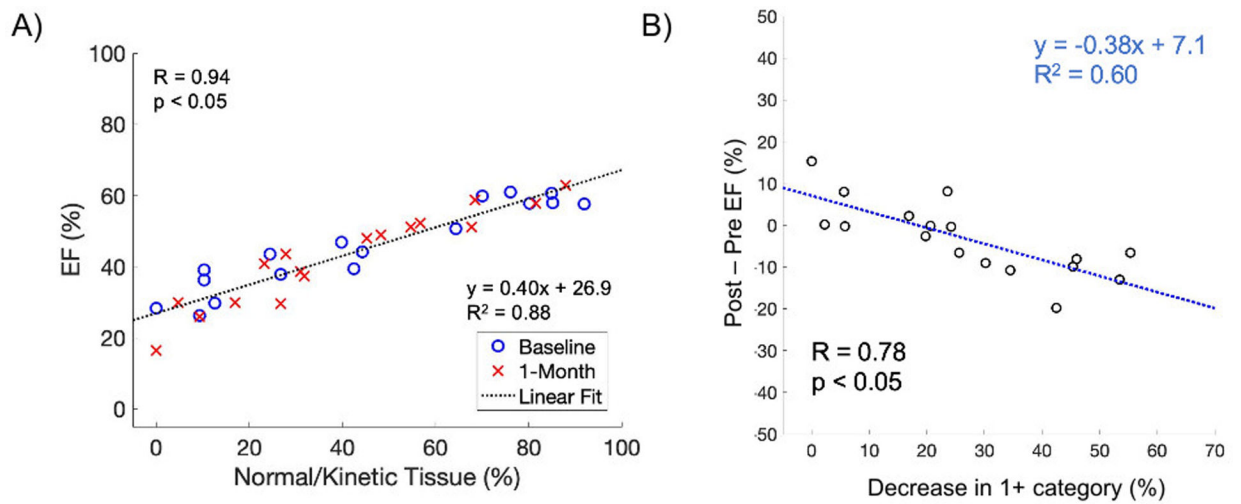 A)
R = 0.94
p < 0.05
EF (%)
100
80
60
40
20
0
y = 0.40x + 26.9
R² = 0.88
Baseline
1-Month
Linear Fit
0 20 40 60 80 100
Normal/Kinetic Tissue (%)
B)
y = -0.38x + 7.1
R² = 0.60
Post – Pre EF (%)
50
40
30
20
10
0
-10
-20
-30
-40
-50
R = 0.78
p < 0.05
0 10 20 30 40 50 60 70
Decrease in 1+ category (%)